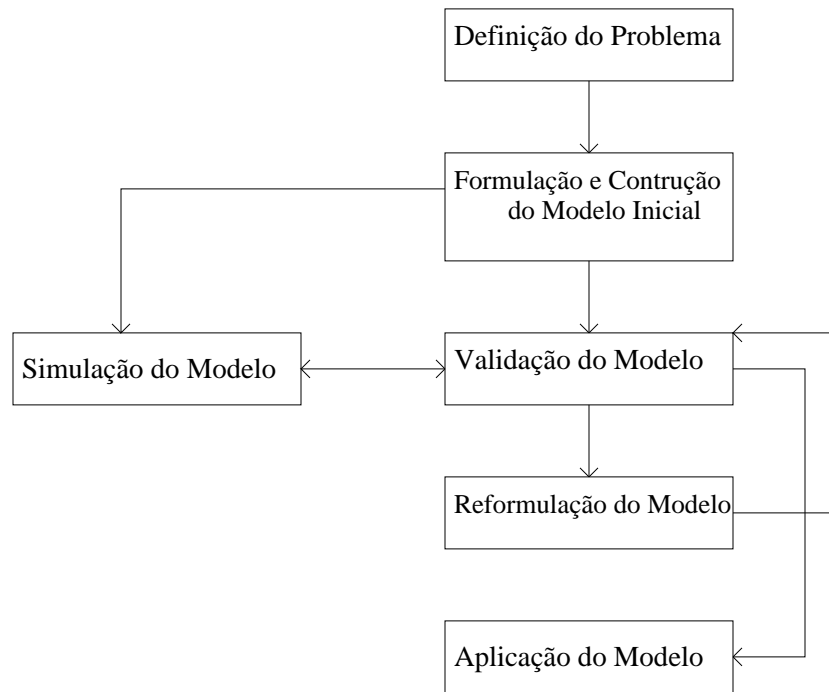 Definição do Problema
Formulação e Contrução
do Modelo Inicial
Simulação do Modelo
Validação do Modelo
Reformulação do Modelo
Aplicação do Modelo